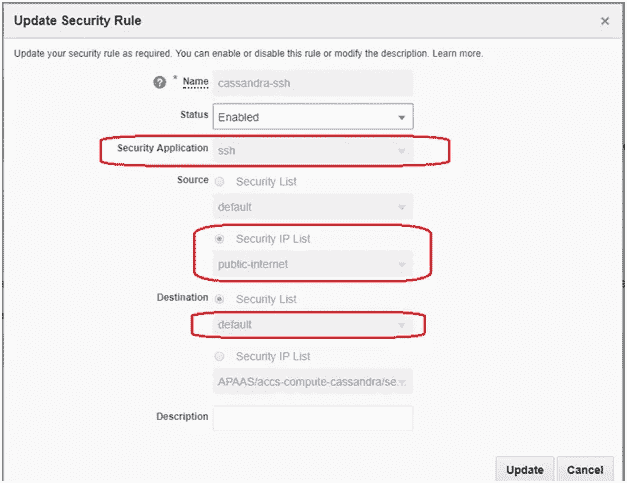 Update Security Rule ×
Update your security rule as required. You can enable or disable this rule or modify the description. Learn more.
? * Name cassandra-ssh
Status Enabled
Security Application ssh
Source Security List
default
Security IP List
public-internet
Destination Security List
default
Security IP List
APAAS/accs-compute-cassandra/se...
Description
Update Cancel